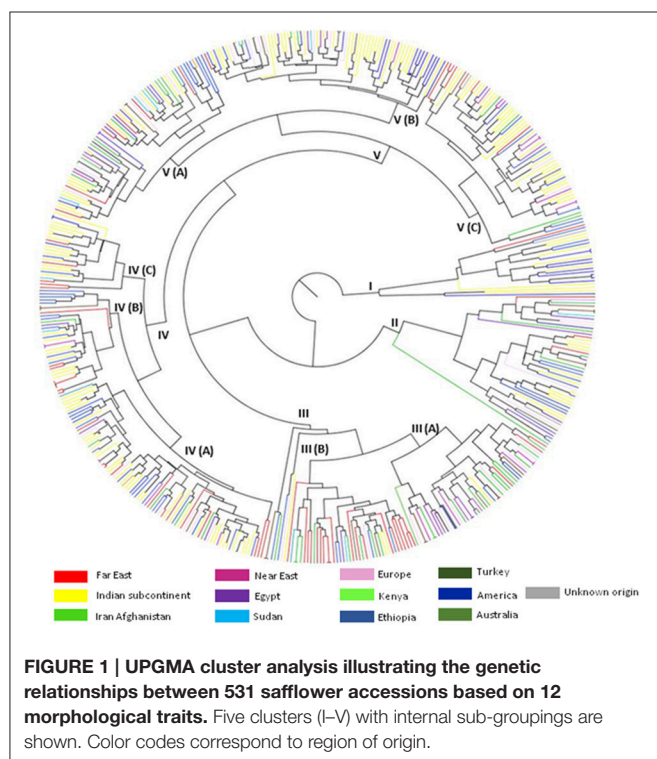 V (B)
V
V (A)
V (C)
IV (C)
I
IV (B)
IV
II
III
III (A)
III (B)
IV (A)
Far East Near East Europe Turkey
Indian subcontinent Egypt Kenya America Unknown origin
Iran Afghanistan Sudan Ethiopia Australia
FIGURE 1 | UPGMA cluster analysis illustrating the genetic
relationships between 531 safflower accessions based on 12
morphological traits. Five clusters (I–V) with internal sub-groupings are
shown. Color codes correspond to region of origin.